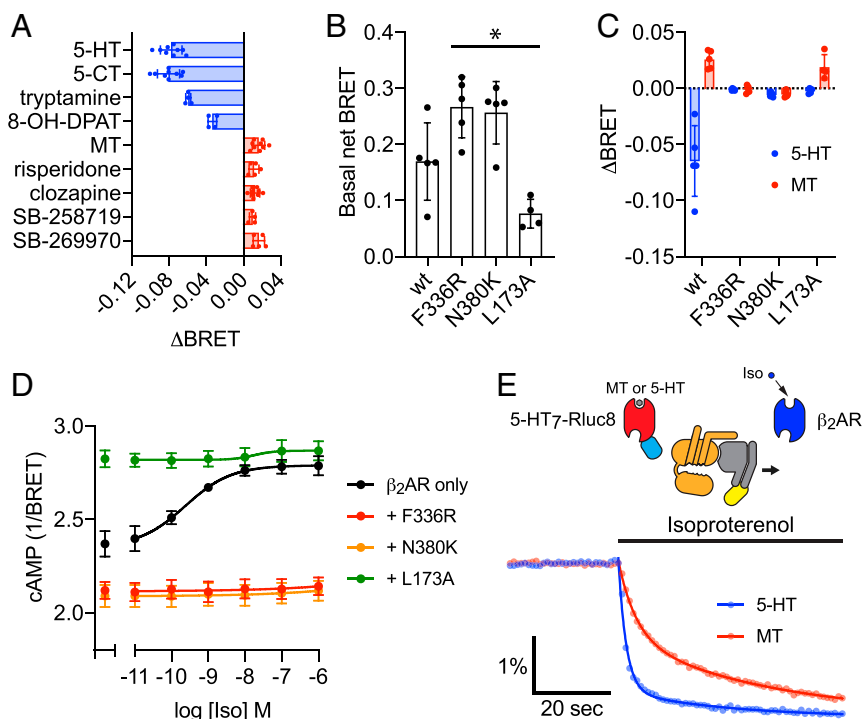 A
5-HT
5-CT
tryptamine
8-OH-DPAT
MT
risperidone
clozapine
SB-258719
SB-269970
-0.12
-0.08
-0.04
0.00
0.04
ΔBRET
B
Basal net BRET
0.4
0.3
0.2
0.1
0.0
*
wt
F336R
N380K
L173A
C
ΔBRET
0.05
0.00
-0.05
-0.10
-0.15
5-HT
MT
wt
F336R
N380K
L173A
D
cAMP (1/BRET)
3.0
2.5
2.0
-11 -10 -9 -8 -7 -6
log [Iso] M
β₂AR only
+ F336R
+ N380K
+ L173A
E
Iso
MT or 5-HT
5-HT₇-Rluc8
β₂AR
Isoproterenol
5-HT
MT
1%
20 sec